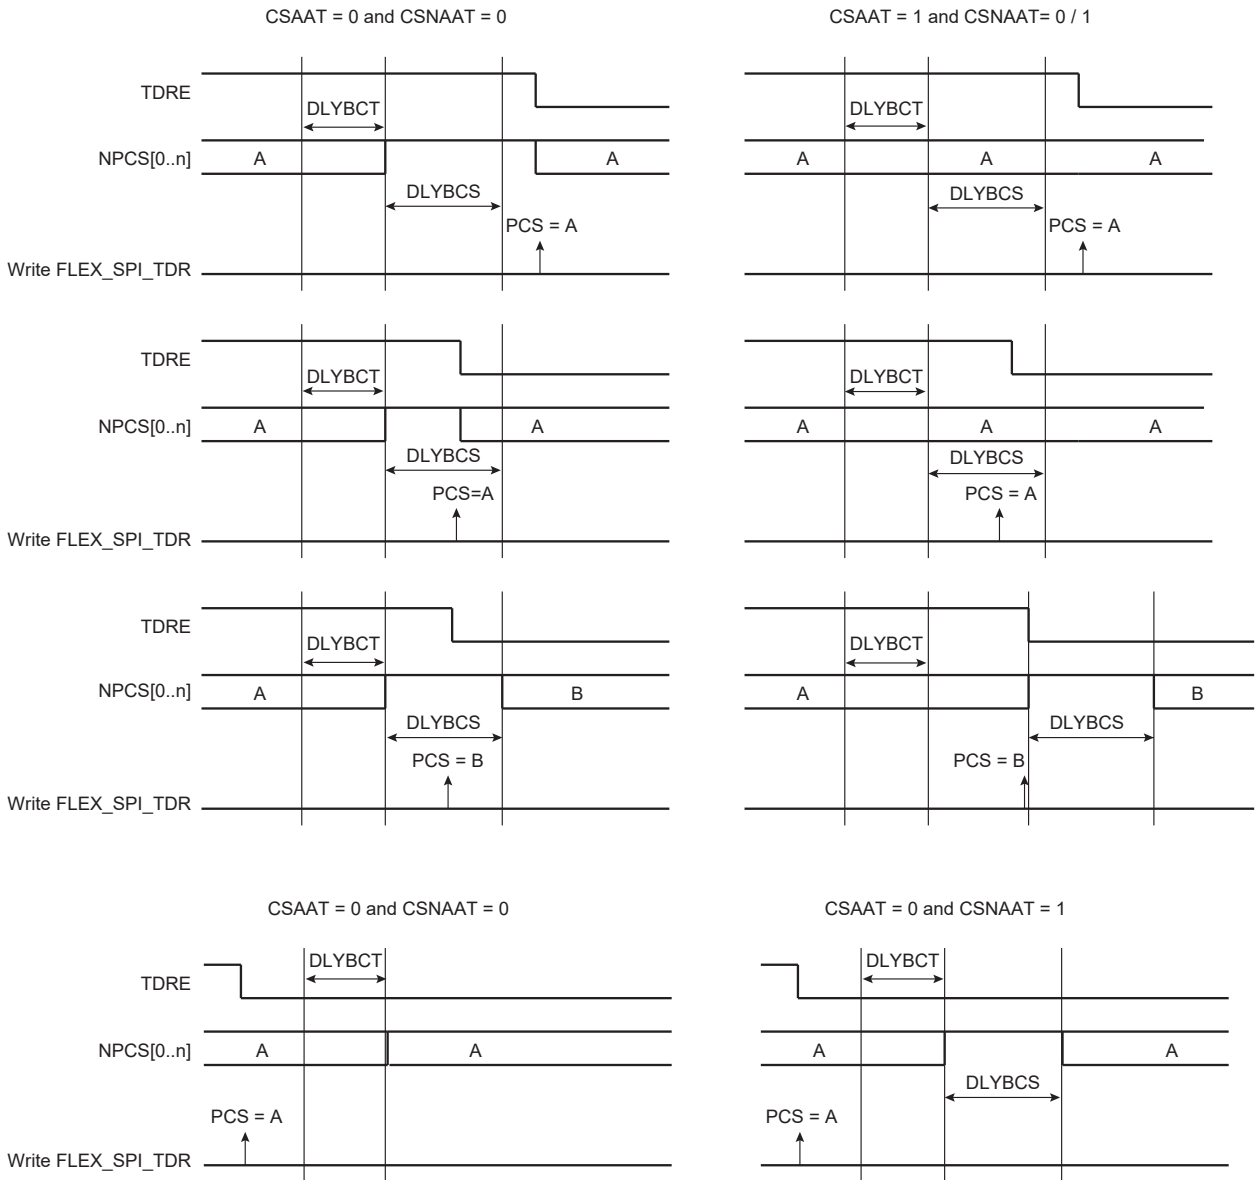 CSAAT = 0 and CSNAAT = 0
CSAAT = 1 and CSNAAT= 0 / 1
TDRE
DLYBCT
DLYBCT
NPCS[0..n]
A
A
A
A
A
DLYBCS
DLYBCS
PCS = A
PCS = A
Write FLEX_SPI_TDR
TDRE
DLYBCT
DLYBCT
NPCS[0..n]
A
A
A
A
A
DLYBCS
DLYBCS
PCS=A
PCS = A
Write FLEX_SPI_TDR
TDRE
DLYBCT
DLYBCT
NPCS[0..n]
A
B
A
B
DLYBCS
DLYBCS
PCS = B
PCS = B
Write FLEX_SPI_TDR
CSAAT = 0 and CSNAAT = 0
CSAAT = 0 and CSNAAT = 1
DLYBCT
DLYBCT
TDRE
NPCS[0..n]
A
A
A
A
DLYBCS
PCS = A
PCS = A
Write FLEX_SPI_TDR